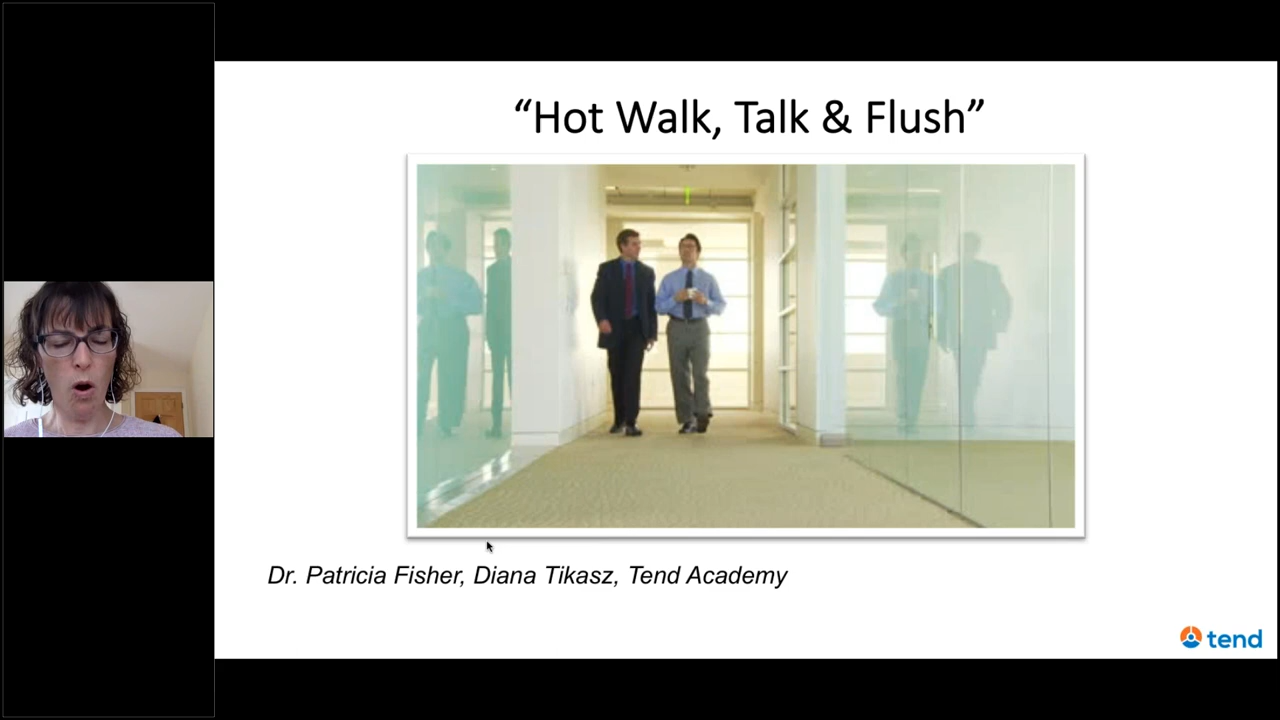 “Hot Walk, Talk & Flush”
Dr. Patricia Fisher, Diana Tikasz, Tend Academy
tend